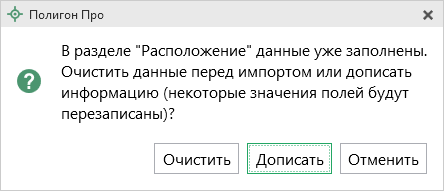 Полигон Про
В разделе "Расположение" данные уже заполнены.
Очистить данные перед импортом или дописать
информацию (некоторые значения полей будут
перезаписаны)?
Очистить Дописать Отменить